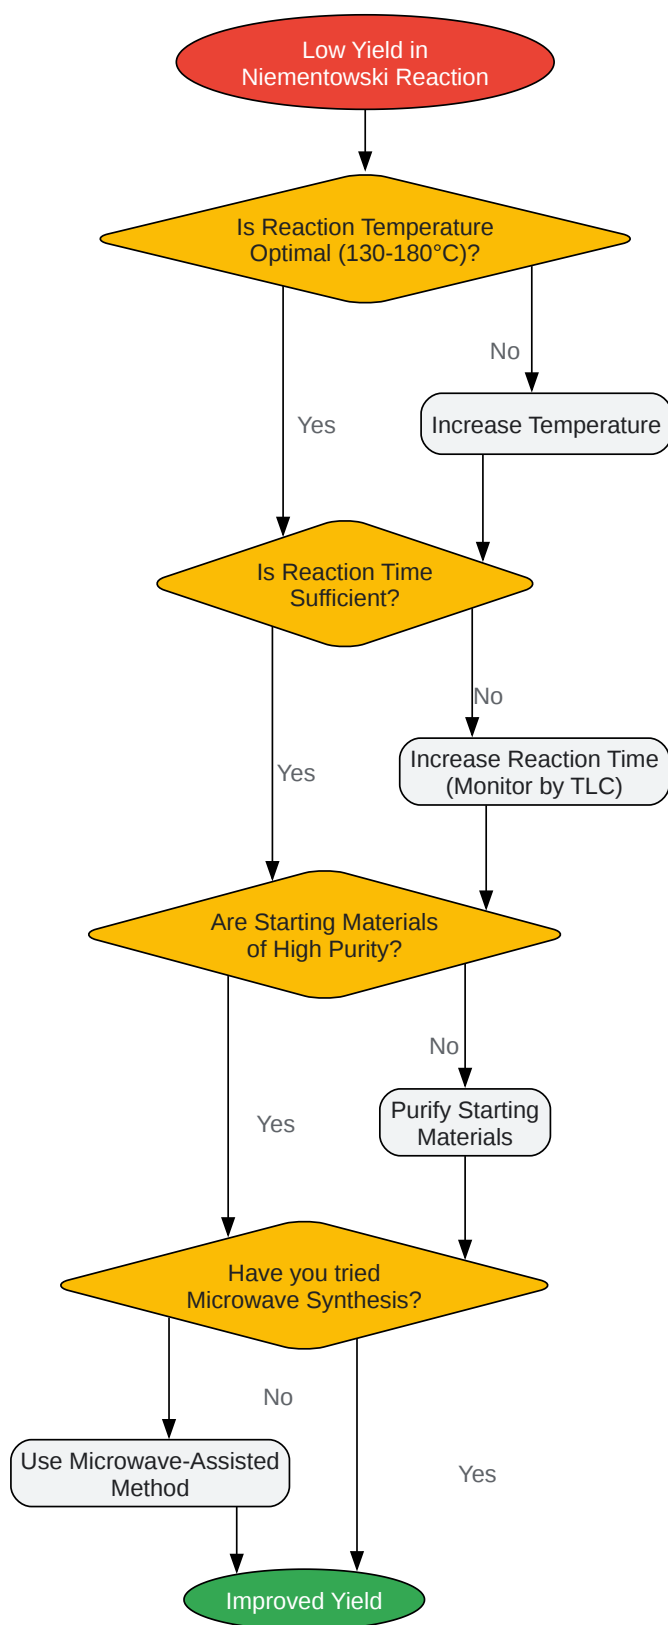 Low Yield in
Niementowski Reaction
Is Reaction Temperature
Optimal (130-180°C)?
No
Yes
Increase Temperature
Is Reaction Time
Sufficient?
No
Yes
Increase Reaction Time
(Monitor by TLC)
Are Starting Materials
of High Purity?
No
Yes
Purify Starting
Materials
Have you tried
Microwave Synthesis?
No
Use Microwave-Assisted
Method
Yes
Improved Yield